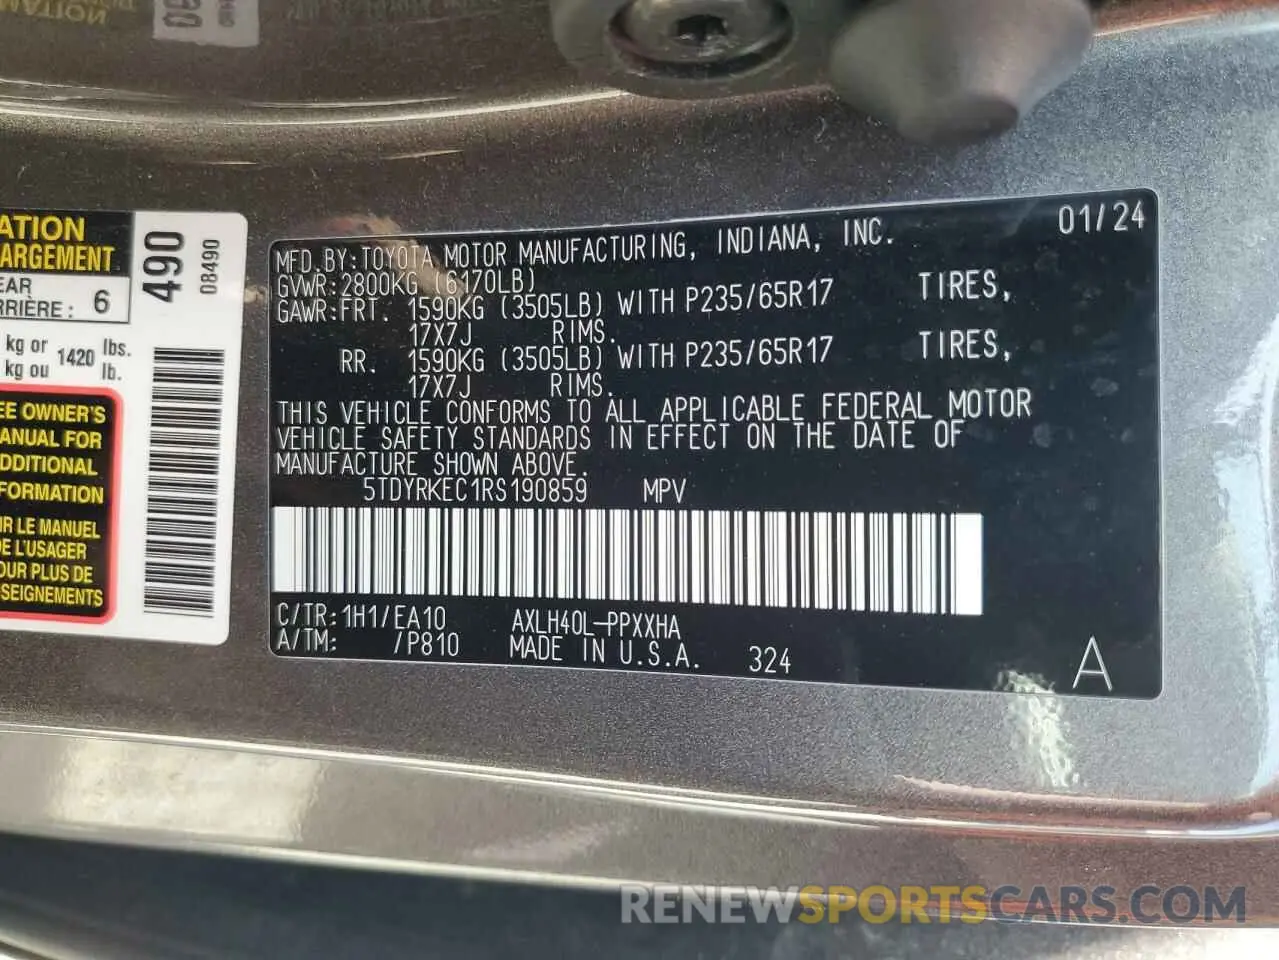 ATION
ARGEMENT
EAR
RRIÈRE : 6
kg or 1420 lbs.
kg ou lb.
EE OWNER'S
ANUAL FOR
DDITIONAL
FORMATION
IR LE MANUEL
E L'USAGER
OUR PLUS DE
SEIGNEMENTS
490
08490
01/24
MFD.BY:TOYOTA MOTOR MANUFACTURING, INDIANA, INC.
GVWR:2800KG (6170LB)
GAWR:FRT. 1590KG (3505LB) WITH P235/65R17 TIRES,
17X7J RIMS.
RR. 1590KG (3505LB) WITH P235/65R17 TIRES,
17X7J RIMS.
THIS VEHICLE CONFORMS TO ALL APPLICABLE FEDERAL MOTOR
VEHICLE SAFETY STANDARDS IN EFFECT ON THE DATE OF
MANUFACTURE SHOWN ABOVE.
5TDYRKEC1RS190859 MPV
C/TR:1H1/EA10 AXLH40L-PPXXHA
A/TM: /P810 MADE IN U.S.A. 324
A
RENEWSPORTSCARS.COM